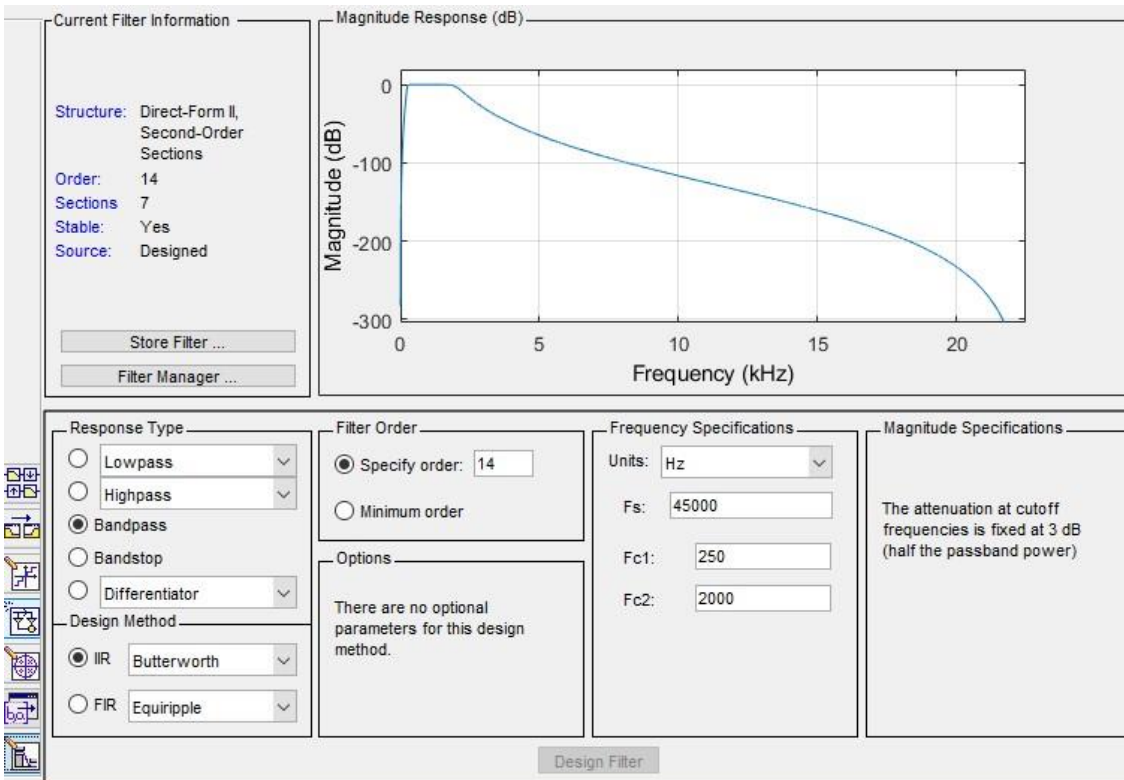 Current Filter Information
Structure: Direct-Form II,
Second-Order
Sections
Order: 14
Sections 7
Stable: Yes
Source: Designed
Store Filter ...
Filter Manager ...
Magnitude Response (dB)
Magnitude (dB)
0
-100
-200
-300
0 5 10 15 20
Frequency (kHz)
Response Type
Lowpass
Highpass
Bandpass
Bandstop
Differentiator
Design Method
IIR Butterworth
FIR Equiripple
Filter Order
Specify order: 14
Minimum order
Options
There are no optional
parameters for this design
method.
Frequency Specifications
Units: Hz
Fs: 45000
Fc1: 250
Fc2: 2000
Magnitude Specifications
The attenuation at cutoff
frequencies is fixed at 3 dB
(half the passband power)
Design Filter